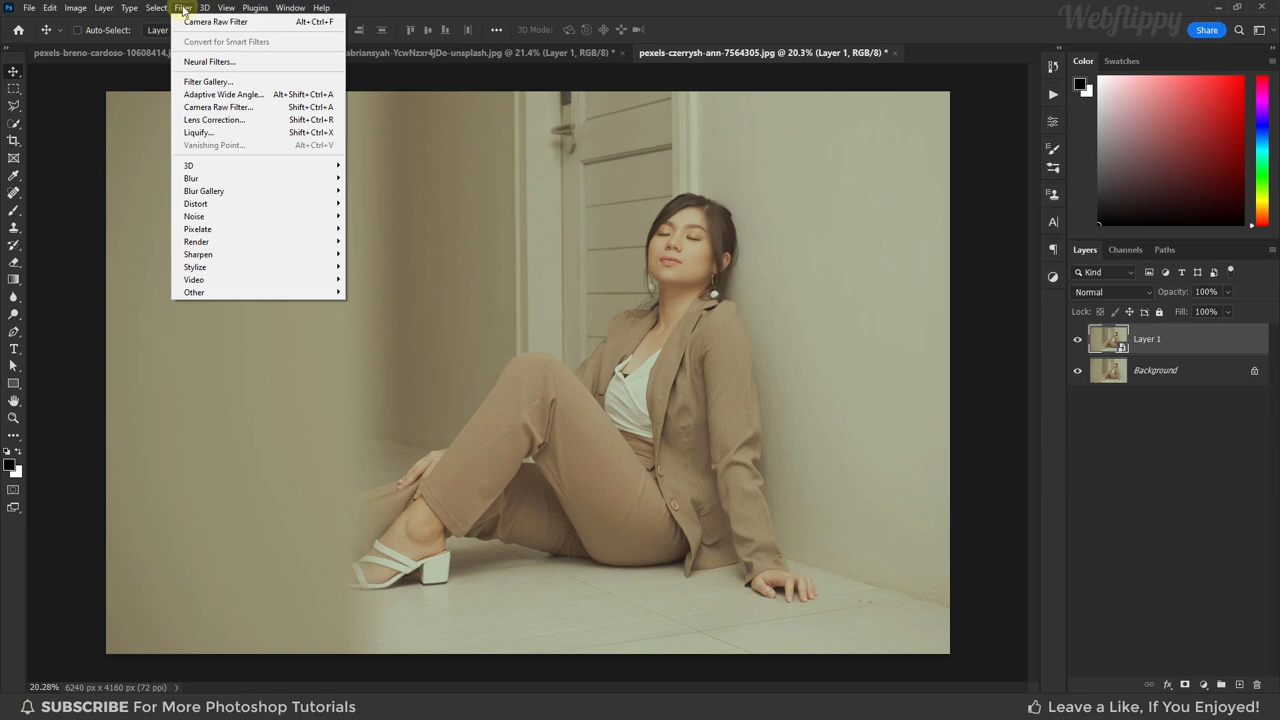 Ps File Edit Image Layer Type Select Filter 3D View Plugins Window Help
Webflippy
Auto-Select: Layer 3D Mode: Share
pexels-breno-cardoso-10608414.j abriansyah-YcwNzxr4jDo-unsplash.jpg @ 21.4% (Layer 1, RGB/8) * × pexels-czerrysh-ann-7564305.jpg @ 20.3% (Layer 1, RGB/8) * ×
Camera Raw Filter Alt+Ctrl+F
Convert for Smart Filters
Neural Filters...
Filter Gallery...
Adaptive Wide Angle... Alt+Shift+Ctrl+A
Camera Raw Filter... Shift+Ctrl+A
Lens Correction... Shift+Ctrl+R
Liquify... Shift+Ctrl+X
Vanishing Point... Alt+Ctrl+V
3D
Blur
Blur Gallery
Distort
Noise
Pixelate
Render
Sharpen
Stylize
Video
Other
Color Swatches
Layers Channels Paths
Kind
Normal Opacity: 100%
Lock: Fill: 100%
Layer 1
Background
20.28% 6240 px x 4160 px (72 ppi)
SUBSCRIBE For More Photoshop Tutorials
Leave a Like, If You Enjoyed!